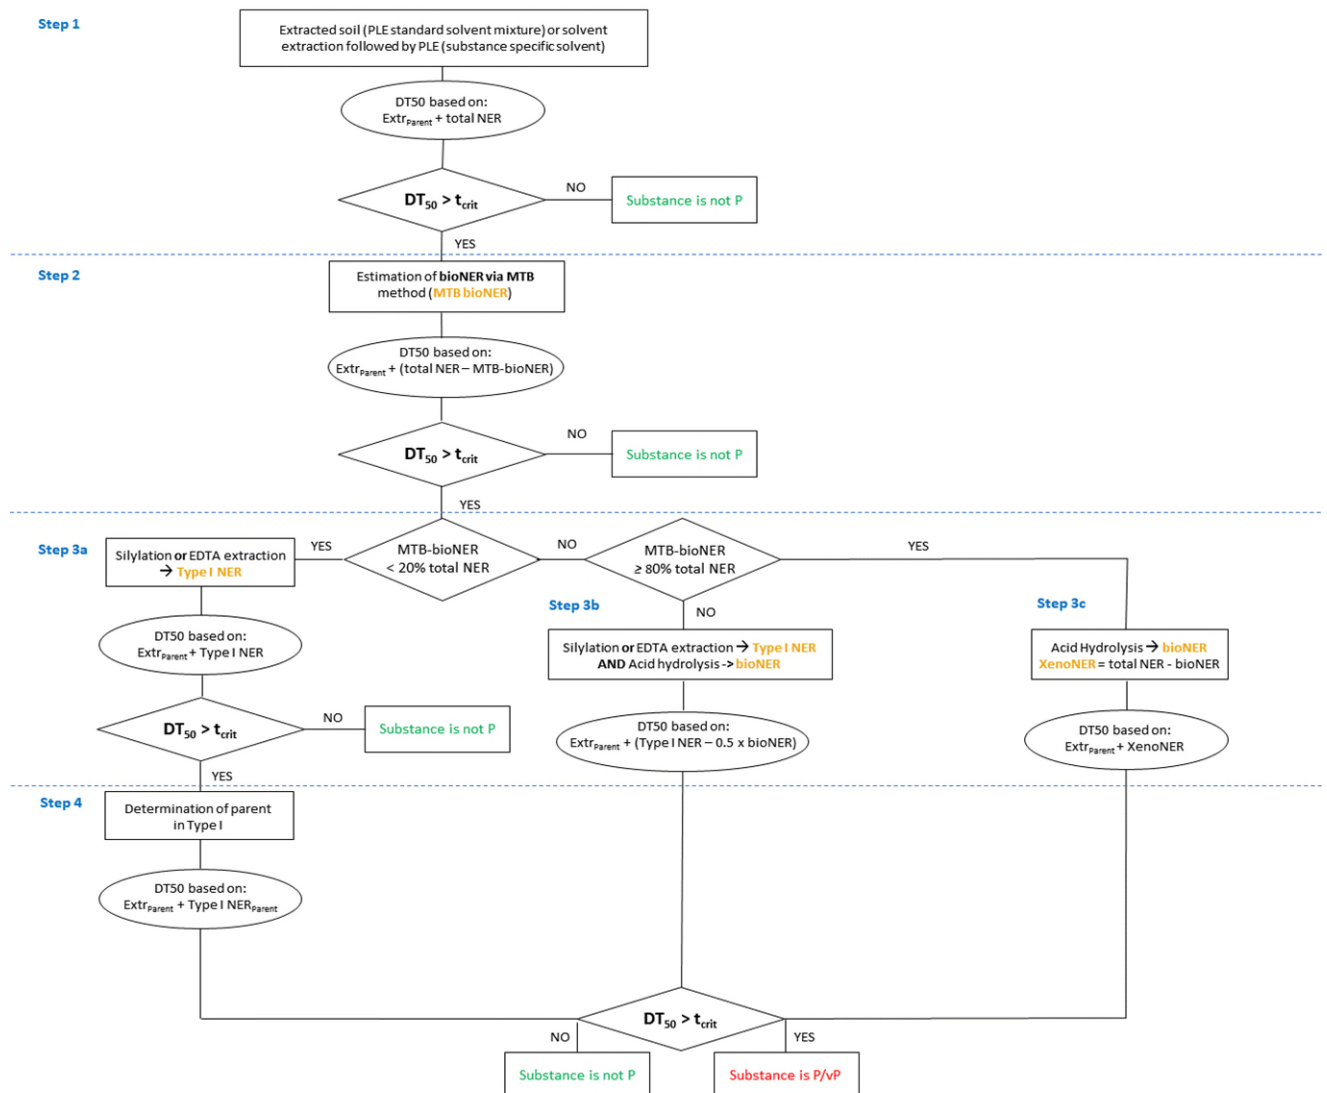 Step 1
Extracted soil (PLE standard solvent mixture) or solvent
extraction followed by PLE (substance specific solvent)
DT50 based on:
ExtrParent + total NER
DT50 > tcrit
NO
Substance is not P
YES
Step 2
Estimation of bioNER via MTB
method (MTB bioNER)
DT50 based on:
ExtrParent + (total NER – MTB-bioNER)
DT50 > tcrit
NO
Substance is not P
YES
Step 3a
Silylation or EDTA extraction
→ Type I NER
YES
MTB-bioNER
< 20% total NER
NO
MTB-bioNER
≥ 80% total NER
YES
NO
DT50 based on:
ExtrParent + Type I NER
DT50 > tcrit
NO
Substance is not P
YES
Step 3b
Silylation or EDTA extraction → Type I NER
AND Acid hydrolysis -> bioNER
DT50 based on:
ExtrParent + (Type I NER – 0.5 x bioNER)
Step 3c
Acid Hydrolysis → bioNER
XenoNER = total NER - bioNER
DT50 based on:
ExtrParent + XenoNER
Step 4
Determination of parent
in Type I
DT50 based on:
ExtrParent + Type I NERParent
DT50 > tcrit
NO
YES
Substance is not P
Substance is P/vP